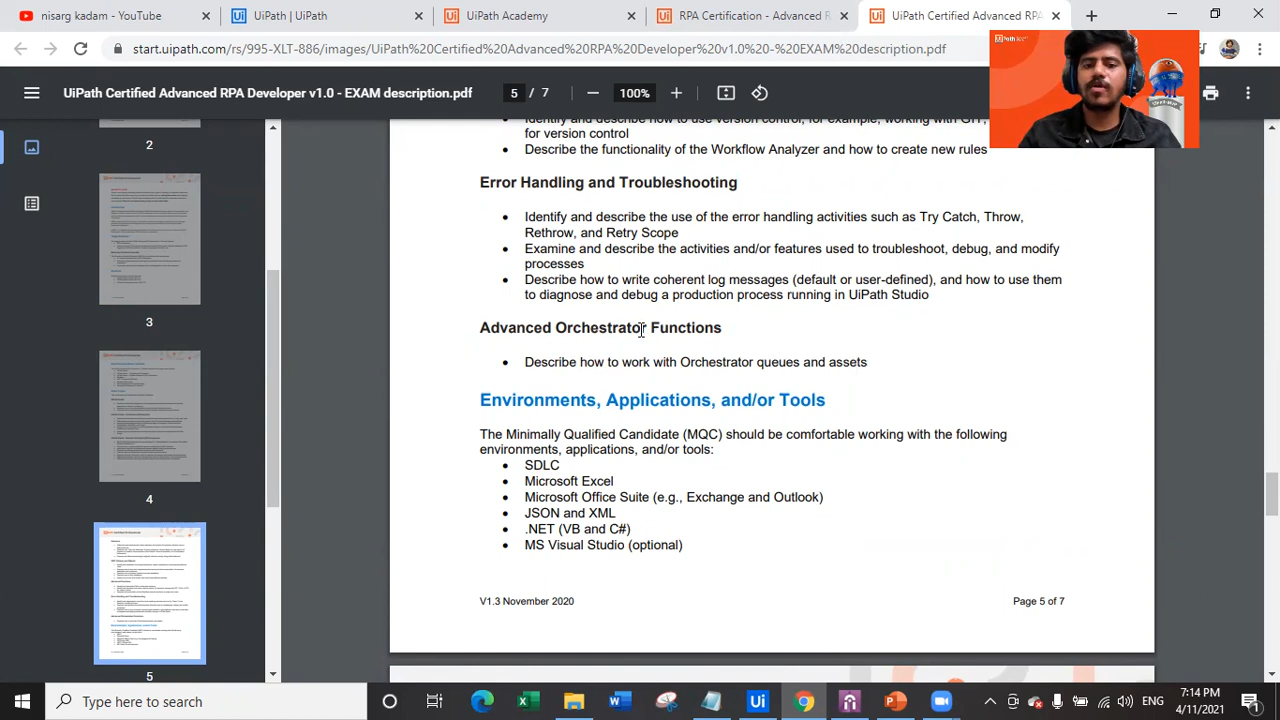 nisarg kadam - YouTube
UiPath | UiPath
UiPath Academy
RPA Certification - Advanced R
UiPath Certified Advanced RPA D
start.uipath.com/rs/995-XLT-886/images/UiPath%20Certified%20Advanced%20RPA%20Developer%20v1.0%20-%20EXAM%20description.pdf
UiPath Certified Advanced RPA Developer v1.0 - EXAM description.pdf
5 / 7
100%
2
3
4
5
for version control
Describe the functionality of the Workflow Analyzer and how to create new rules
Error Handling and Troubleshooting
• Identify and describe the use of the error handling activities such as Try Catch, Throw,
Rethrow, and Retry Scope
• Examine and describe the activities and/or features used to troubleshoot, debug, and modify
processes
• Describe how to write coherent log messages (default or user-defined), and how to use them
to diagnose and debug a production process running in UiPath Studio
Advanced Orchestrator Functions
• Describe how to work with Orchestrator queues and assets
Environments, Applications, and/or Tools
The Minimally Qualified Candidate (MQC) should be comfortable working with the following
environments, applications, and/or tools:
• SDLC
• Microsoft Excel
• Microsoft Office Suite (e.g., Exchange and Outlook)
• JSON and XML
• .NET (VB and C#)
• MS Visual Studio (optional)
1.3 November 2020
Page 5 of 7
Type here to search
ENG
7:14 PM
4/11/2021